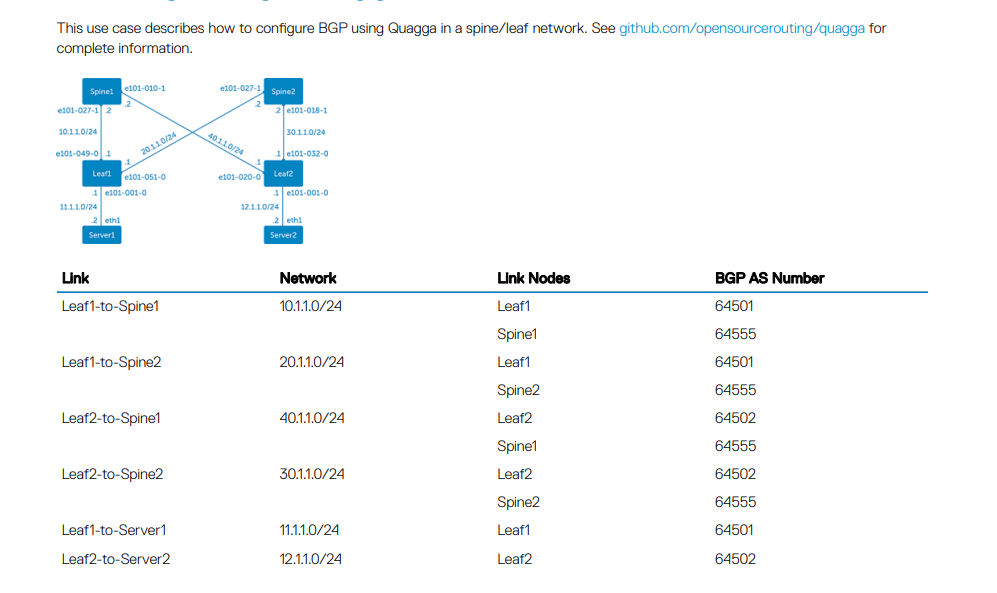 This use case describes how to configure BGP using Quagga in a spine/leaf network. See github.com/opensourcerouting/quagga for
complete information.
Spine1 e101-010-1 e101-027-1 Spine2
.2 .2
e101-027-1 .2 .2 e101-018-1
10.1.1.0/24 20.1.1.0/24 40.1.1.0/24 30.1.1.0/24
e101-049-0 .1 .1 e101-032-0
.1 .1
Leaf1 e101-051-0 e101-020-0 Leaf2
.1 e101-001-0 .1 e101-001-0
11.1.1.0/24 12.1.1.0/24
.2 eth1 .2 eth1
Server1 Server2
Link Network Link Nodes BGP AS Number
Leaf1-to-Spine1 10.1.1.0/24 Leaf1 64501
Spine1 64555
Leaf1-to-Spine2 20.1.1.0/24 Leaf1 64501
Spine2 64555
Leaf2-to-Spine1 40.1.1.0/24 Leaf2 64502
Spine1 64555
Leaf2-to-Spine2 30.1.1.0/24 Leaf2 64502
Spine2 64555
Leaf1-to-Server1 11.1.1.0/24 Leaf1 64501
Leaf2-to-Server2 12.1.1.0/24 Leaf2 64502